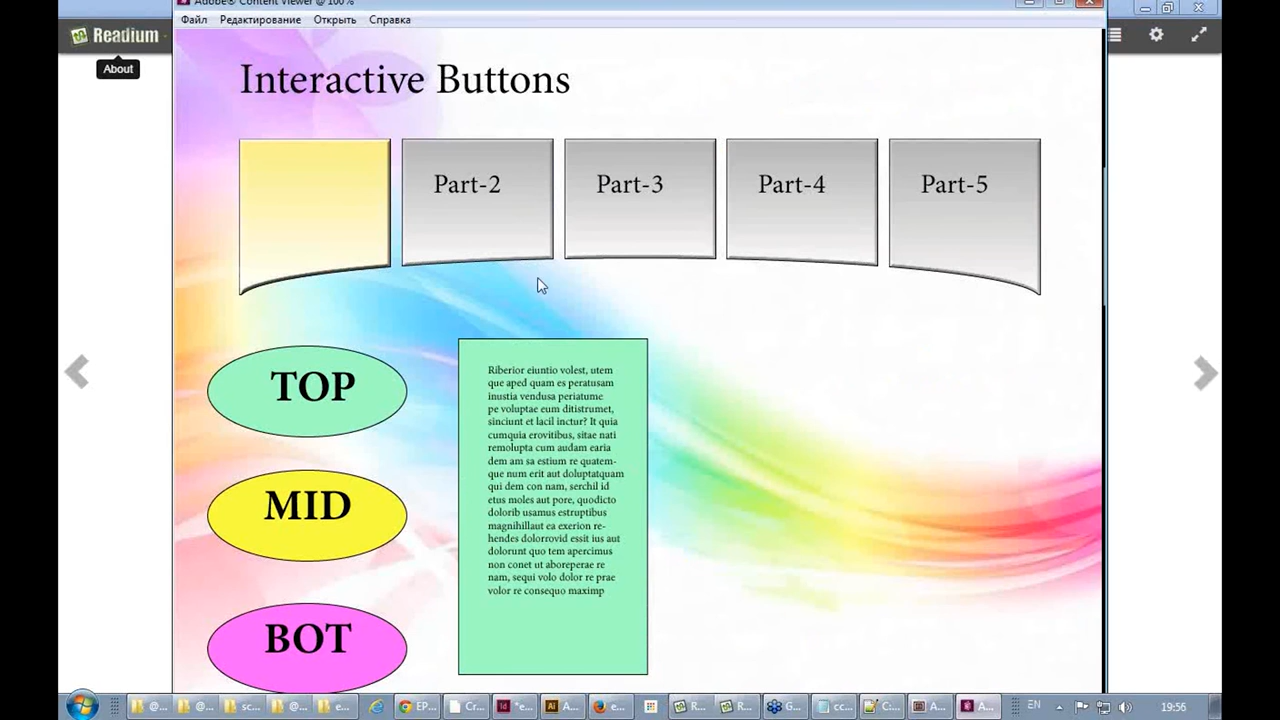 Adobe® Content Viewer @ 100%
Файл Редактирование Открыть Справка
Readium
About
Interactive Buttons
Part-2 Part-3 Part-4 Part-5
TOP
MID
BOT
Riberior eiuntio volest, utem
que aped quam es peratusam
inustia vendusa periatume
pe voluptae eum ditistrumet,
sinciunt et lacil inctur? It quia
cumquia erovitibus, sitae nati
remolupta cum audam earia
dem am sa estium re quatem-
que num erit aut doluptatquam
qui dem con nam, serchil id
etus moles aut pore, quodicto
dolorib usamus estruptibus
magnihillaut ea exerion re-
hendes dolorrovid essit ius aut
dolorunt quo tem apercimus
non conet ut aboreperae re
nam, sequi volo dolor re prae
volor re consequo maximp
@... @... sc... @... e... EP... Cr... "e... A... e... R... R... G... cc... C:... A... A... EN 19:56